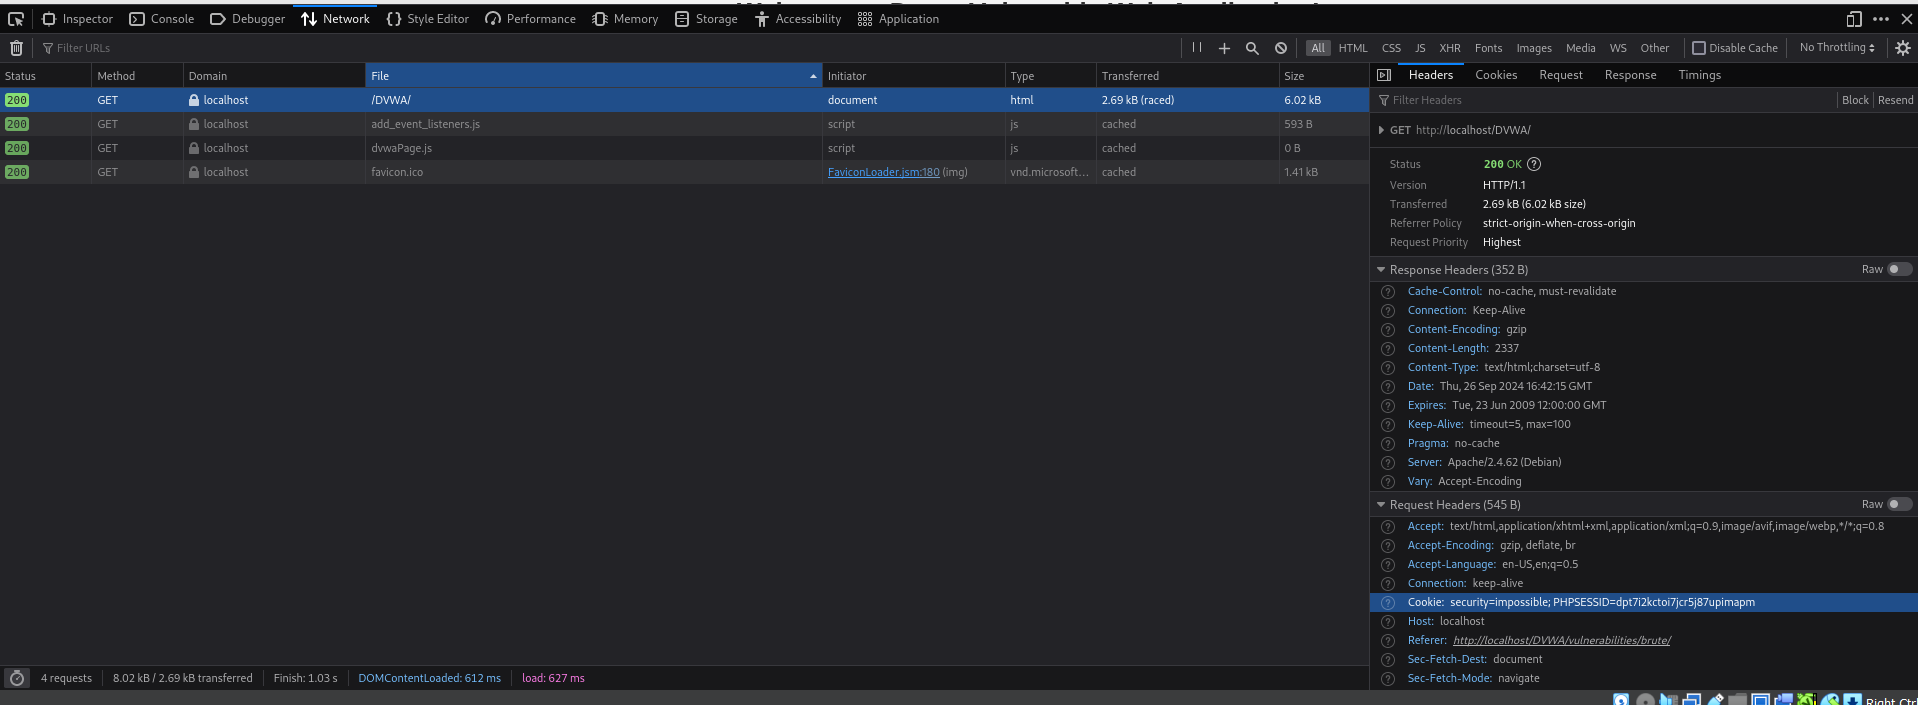 Inspector Console Debugger Network Style Editor Performance Memory Storage Accessibility Application
Filter URLs All HTML CSS JS XHR Fonts Images Media WS Other Disable Cache No Throttling
Status Method Domain File Initiator Type Transferred Size
200 GET localhost /DVWA/ document html 2.69 kB (raced) 6.02 kB
200 GET localhost add_event_listeners.js script js cached 593 B
200 GET localhost dvwaPage.js script js cached 0 B
200 GET localhost favicon.ico FaviconLoader.jsm:180 (img) vnd.microsoft... cached 1.41 kB
4 requests 8.02 kB / 2.69 kB transferred Finish: 1.03 s DOMContentLoaded: 612 ms load: 627 ms
Headers Cookies Request Response Timings
Filter Headers Block Resend
GET http://localhost/DVWA/
Status 200 OK
Version HTTP/1.1
Transferred 2.69 kB (6.02 kB size)
Referrer Policy strict-origin-when-cross-origin
Request Priority Highest
Response Headers (352 B) Raw
Cache-Control: no-cache, must-revalidate
Connection: Keep-Alive
Content-Encoding: gzip
Content-Length: 2337
Content-Type: text/html;charset=utf-8
Date: Thu, 26 Sep 2024 16:42:15 GMT
Expires: Tue, 23 Jun 2009 12:00:00 GMT
Keep-Alive: timeout=5, max=100
Pragma: no-cache
Server: Apache/2.4.62 (Debian)
Vary: Accept-Encoding
Request Headers (545 B) Raw
Accept: text/html,application/xhtml+xml,application/xml;q=0.9,image/avif,image/webp,*/*;q=0.8
Accept-Encoding: gzip, deflate, br
Accept-Language: en-US,en;q=0.5
Connection: keep-alive
Cookie: security=impossible; PHPSESSID=dpt7i2kctoi7jcr5j87upimapm
Host: localhost
Referer: http://localhost/DVWA/vulnerabilities/brute/
Sec-Fetch-Dest: document
Sec-Fetch-Mode: navigate
Right Ctrl